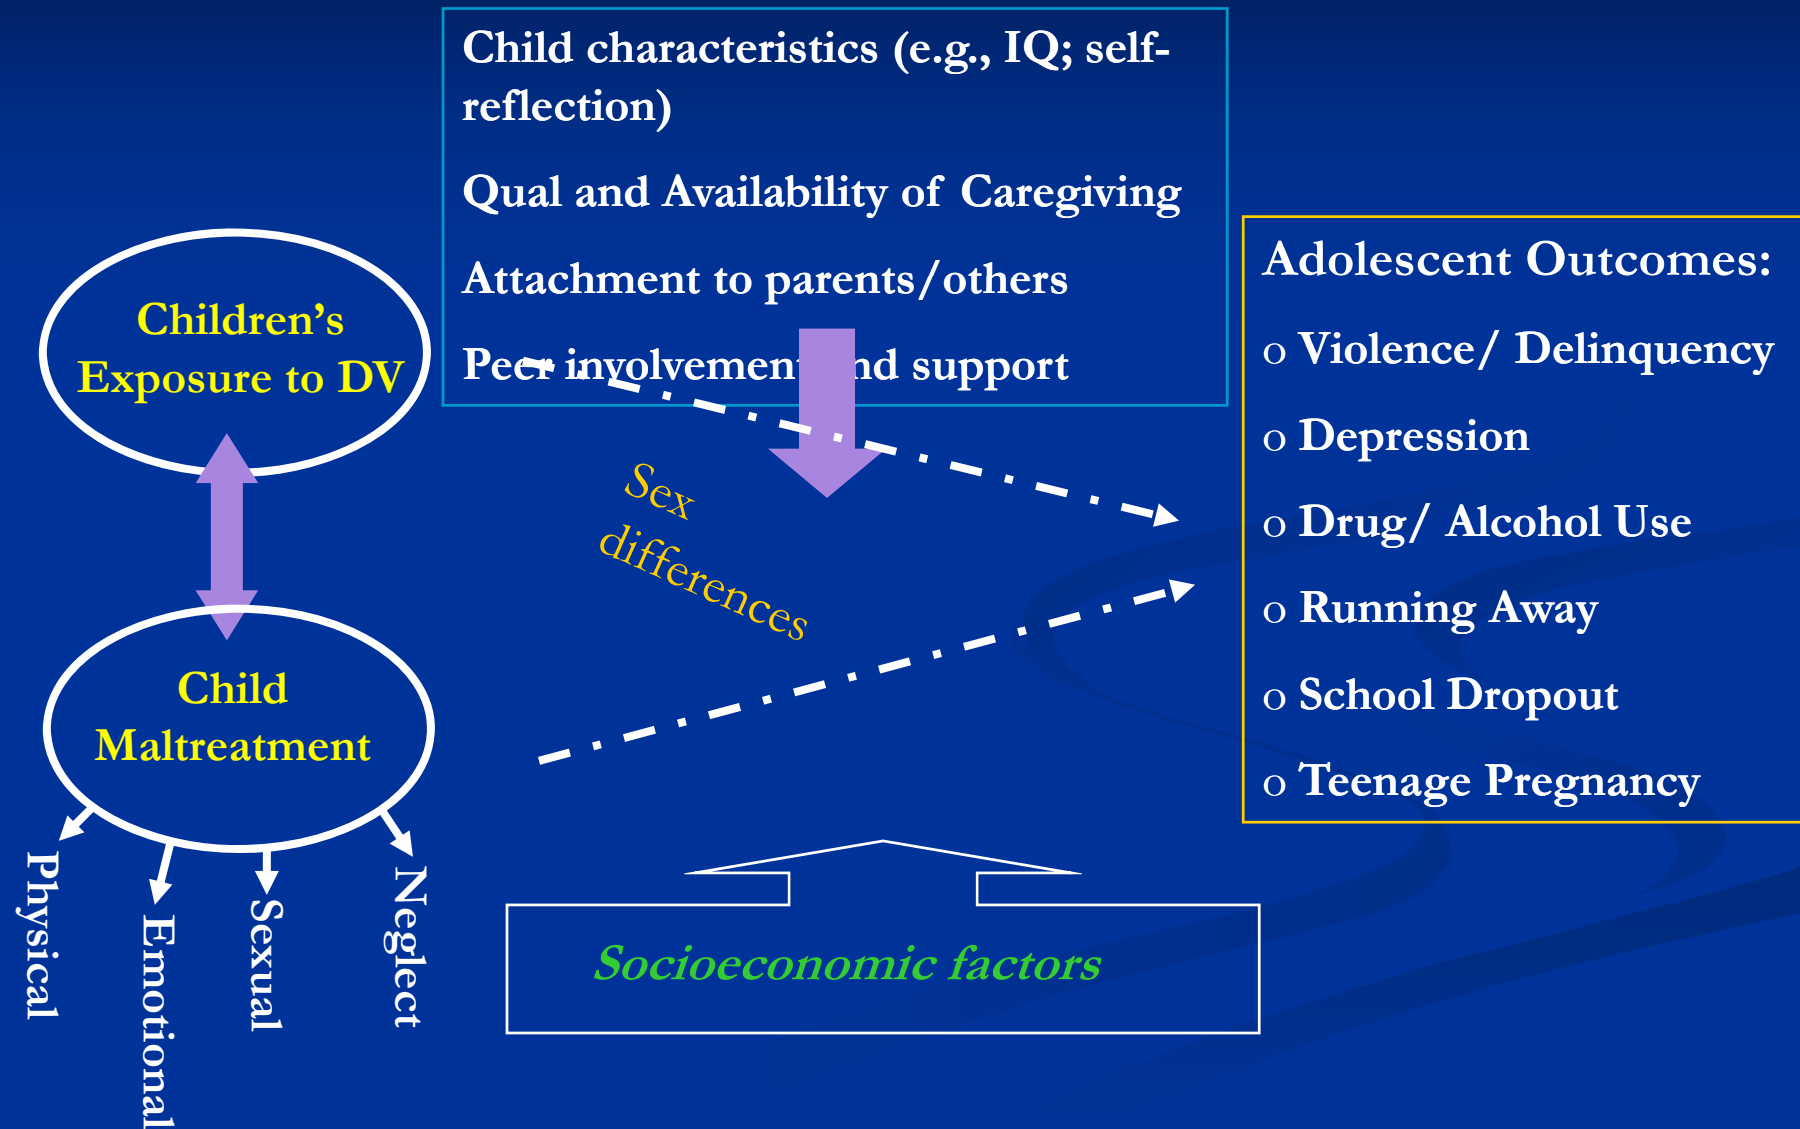 Child characteristics (e.g., IQ; self-
reflection)
Qual and Availability of Caregiving
Attachment to parents/others
Peer involvement and support
Children’s
Exposure to DV
Adolescent Outcomes:
o Violence/ Delinquency
o Depression
o Drug/ Alcohol Use
o Running Away
o School Dropout
o Teenage Pregnancy
Sex
differences
Child
Maltreatment
Physical
Emotional
Sexual
Neglect
Socioeconomic factors